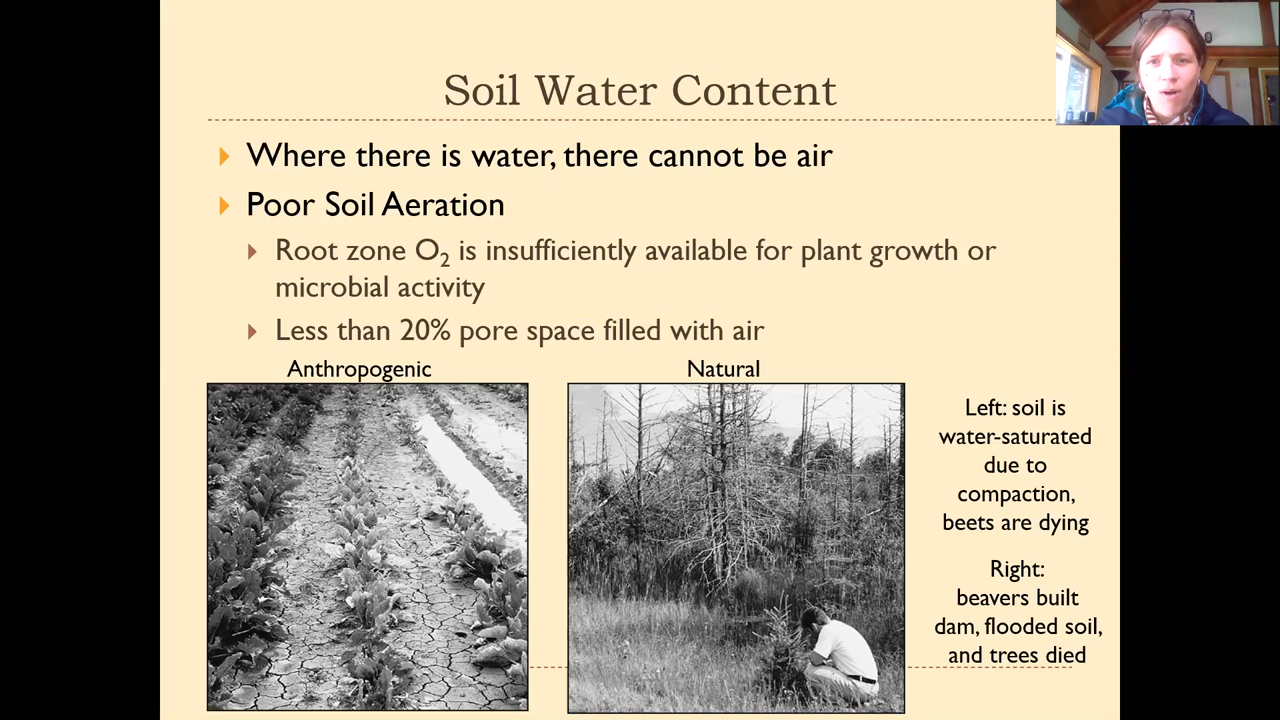 Soil Water Content
Where there is water, there cannot be air
Poor Soil Aeration
Root zone O₂ is insufficiently available for plant growth or
microbial activity
Less than 20% pore space filled with air
Anthropogenic
Natural
Left: soil is
water-saturated
due to
compaction,
beets are dying
Right:
beavers built
dam, flooded soil,
and trees died